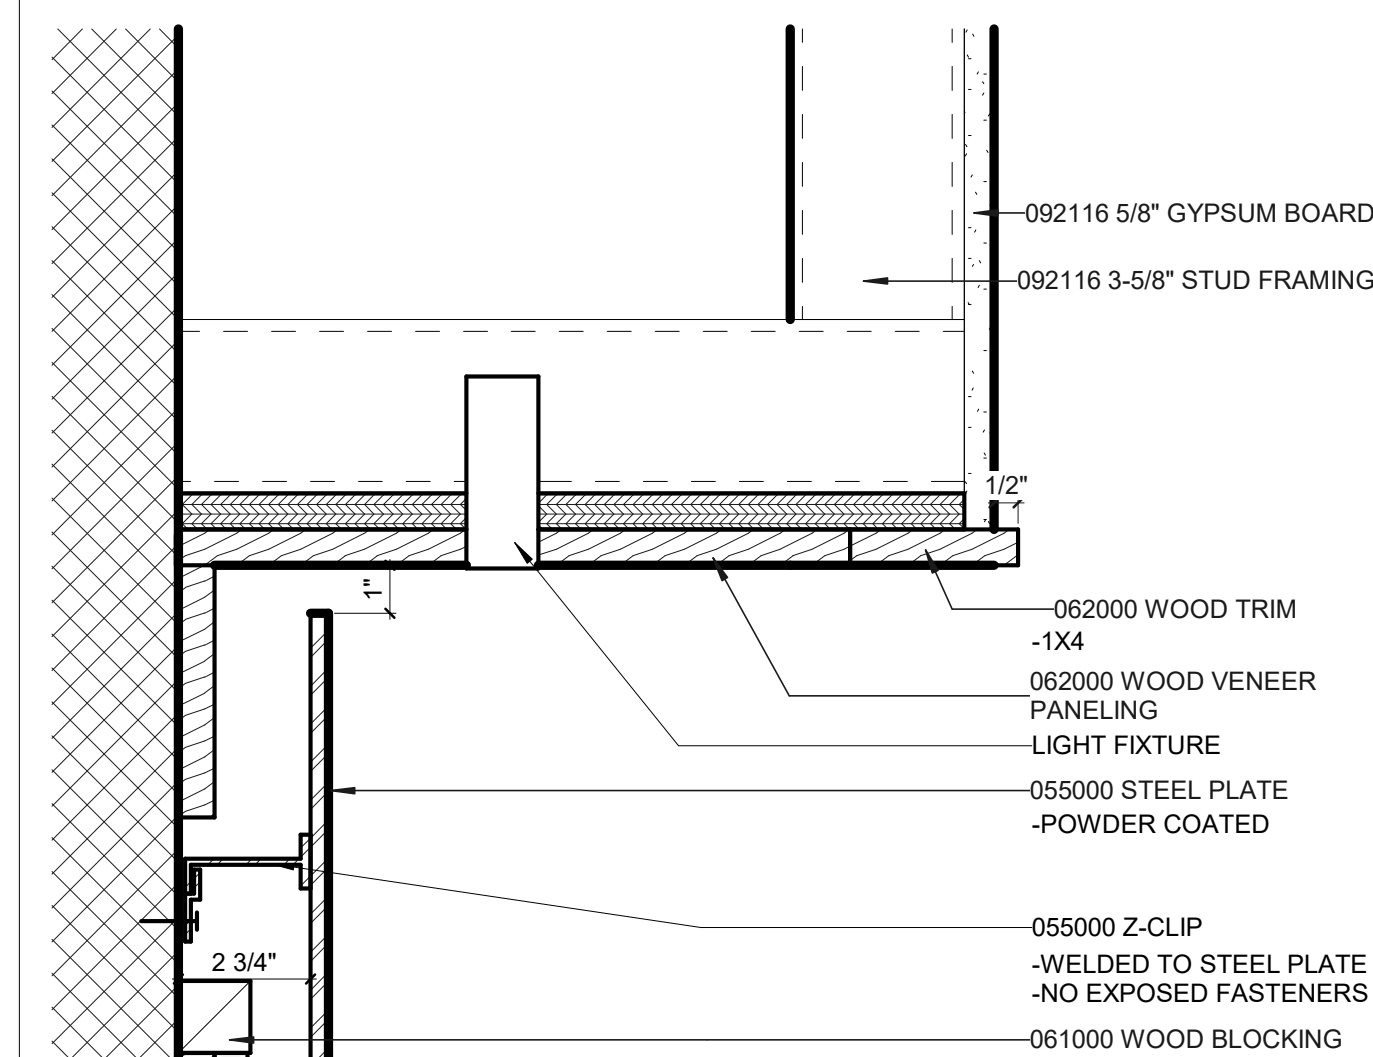 092116 5/8" GYPSUM BOARD
092116 3-5/8" STUD FRAMING
1/2"
1"
062000 WOOD TRIM
-1X4
062000 WOOD VENEER
PANELING
LIGHT FIXTURE
055000 STEEL PLATE
-POWDER COATED
055000 Z-CLIP
-WELDED TO STEEL PLATE
-NO EXPOSED FASTENERS
2 3/4"
061000 WOOD BLOCKING